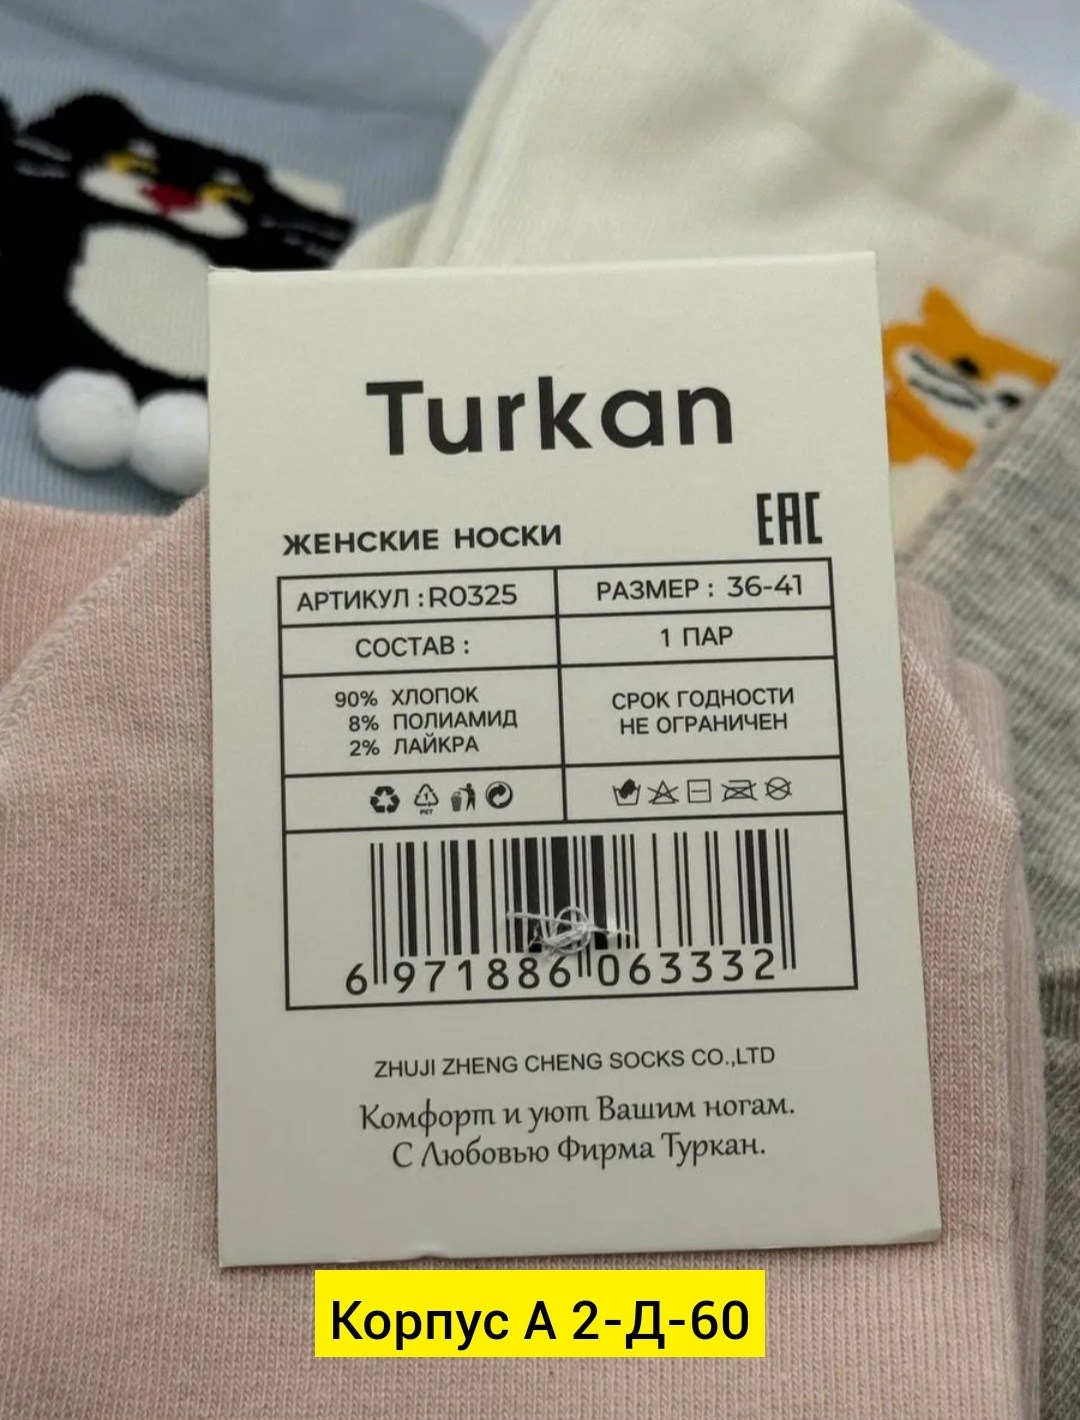 Turkan
ЖЕНСКИЕ НОСКИ
EAC
АРТИКУЛ : R0325
РАЗМЕР : 36-41
СОСТАВ :
1 ПАР
90% ХЛОПОК
8% ПОЛИАМИД
2% ЛАЙКРА
СРОК ГОДНОСТИ
НЕ ОГРАНИЧЕН
1
PET
6 971886 063332
ZHUJI ZHENG CHENG SOCKS CO.,LTD
Комфорт и уют Вашим ногам.
С Любовью Фирма Туркан.
Корпус А 2-Д-60